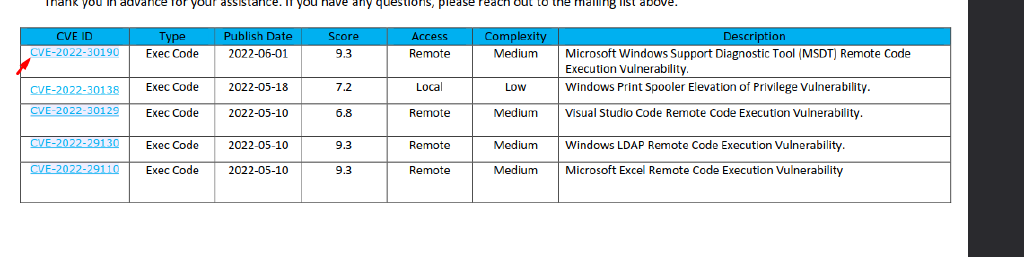 Thank you in advance for your assistance. If you have any questions, please reach out to the mailing list above.
CVE ID Type Publish Date Score Access Complexity Description
CVE-2022-30190 Exec Code 2022-06-01 9.3 Remote Medium Microsoft Windows Support Diagnostic Tool (MSDT) Remote Code
Execution Vulnerability.
CVE-2022-30138 Exec Code 2022-05-18 7.2 Local Low Windows Print Spooler Elevation of Privilege Vulnerability.
CVE-2022-30129 Exec Code 2022-05-10 6.8 Remote Medium Visual Studio Code Remote Code Execution Vulnerability.
CVE-2022-29130 Exec Code 2022-05-10 9.3 Remote Medium Windows LDAP Remote Code Execution Vulnerability.
CVE-2022-29110 Exec Code 2022-05-10 9.3 Remote Medium Microsoft Excel Remote Code Execution Vulnerability